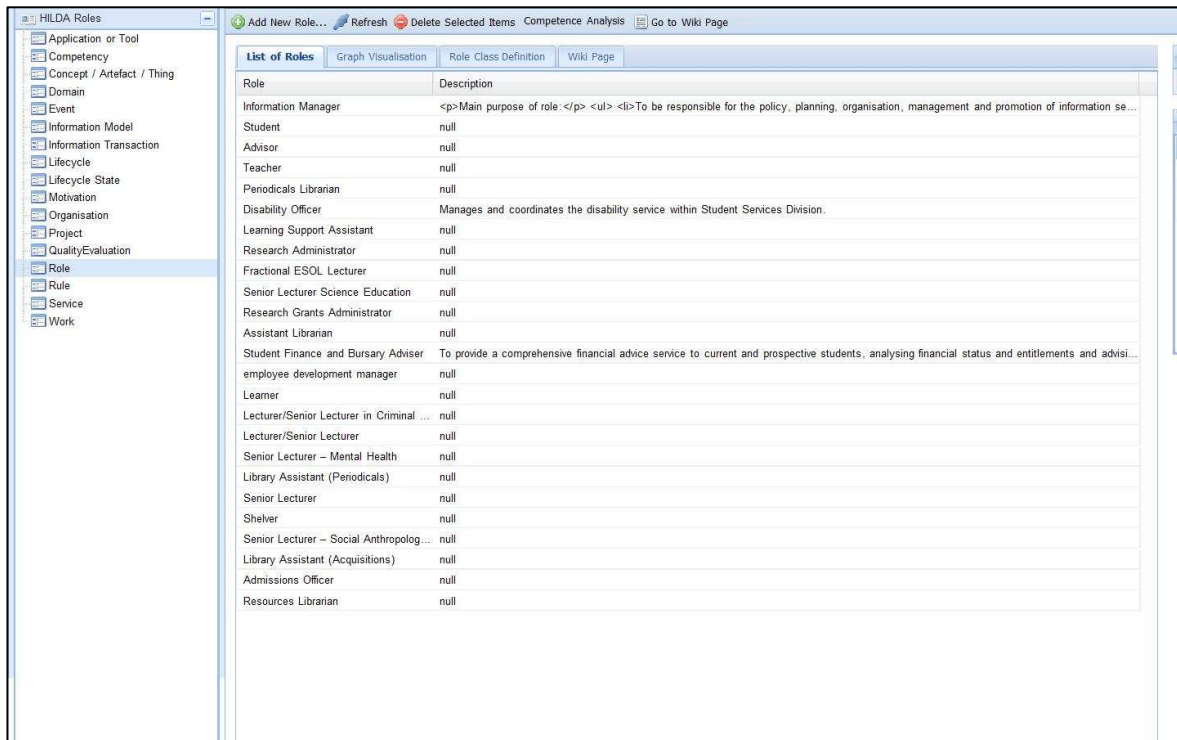 HILDA Roles
Application or Tool
Competency
Concept / Artefact / Thing
Domain
Event
Information Model
Information Transaction
Lifecycle
Lifecycle State
Motivation
Organisation
Project
QualityEvaluation
Role
Rule
Service
Work
Add New Role... Refresh Delete Selected Items Competence Analysis Go to Wiki Page
List of Roles Graph Visualisation Role Class Definition Wiki Page
Role Description
Information Manager <p>Main purpose of role:</p> <ul> <li>To be responsible for the policy, planning, organisation, management and promotion of information se...
Student null
Advisor null
Teacher null
Periodicals Librarian null
Disability Officer Manages and coordinates the disability service within Student Services Division.
Learning Support Assistant null
Research Administrator null
Fractional ESOL Lecturer null
Senior Lecturer Science Education null
Research Grants Administrator null
Assistant Librarian null
Student Finance and Bursary Adviser To provide a comprehensive financial advice service to current and prospective students, analysing financial status and entitlements and advisi...
employee development manager null
Learner null
Lecturer/Senior Lecturer in Criminal ... null
Lecturer/Senior Lecturer null
Senior Lecturer – Mental Health null
Library Assistant (Periodicals) null
Senior Lecturer null
Shelver null
Senior Lecturer – Social Anthropolog... null
Library Assistant (Acquisitions) null
Admissions Officer null
Resources Librarian null